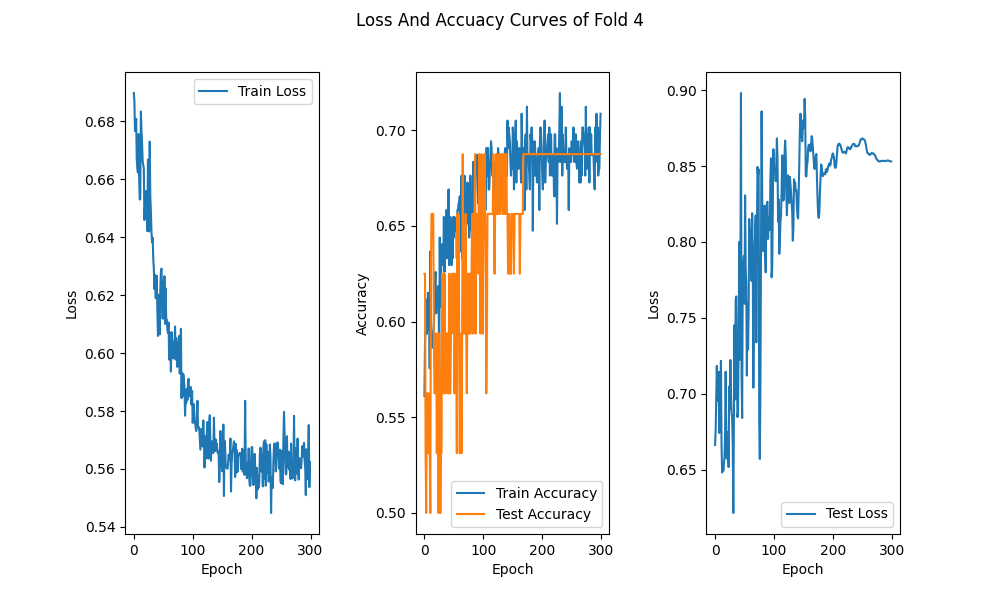 Loss And Accuacy Curves of Fold 4
Loss
0.68
0.66
0.64
0.62
0.60
0.58
0.56
0.54
Train Loss
0 100 200 300
Epoch
Accuracy
0.70
0.65
0.60
0.55
0.50
Train Accuracy
Test Accuracy
0 100 200 300
Epoch
Loss
0.90
0.85
0.80
0.75
0.70
0.65
Test Loss
0 100 200 300
Epoch